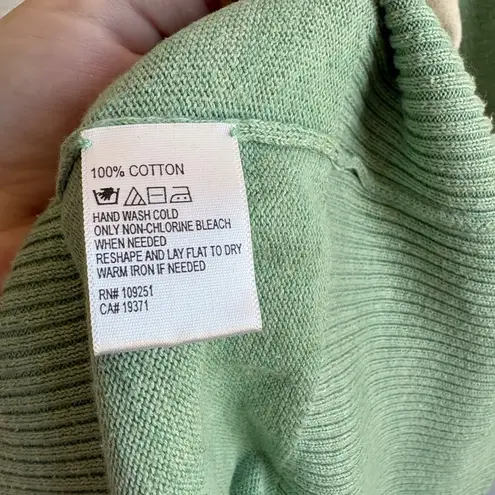 100% COTTON
HAND WASH COLD
ONLY NON-CHLORINE BLEACH
WHEN NEEDED
RESHAPE AND LAY FLAT TO DRY
WARM IRON IF NEEDED
RN# 109251
CA# 19371